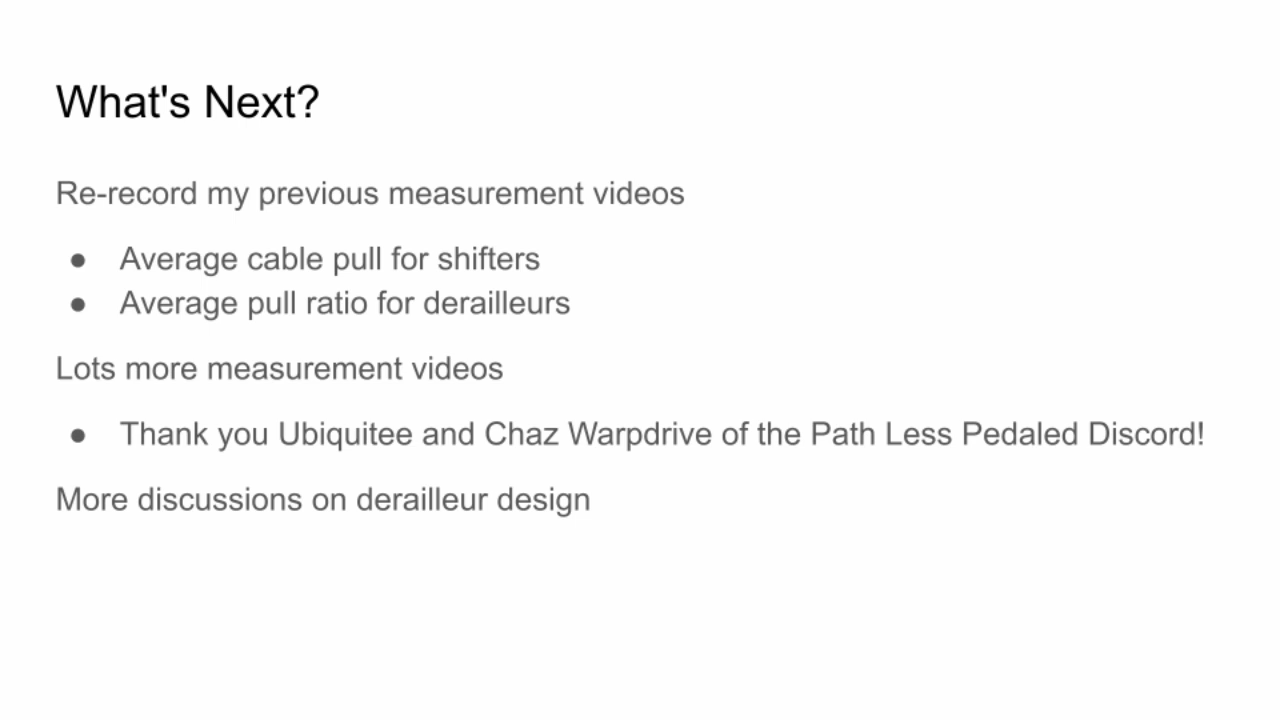 What's Next?
Re-record my previous measurement videos
● Average cable pull for shifters
● Average pull ratio for derailleurs
Lots more measurement videos
● Thank you Ubiquitee and Chaz Warpdrive of the Path Less Pedaled Discord!
More discussions on derailleur design